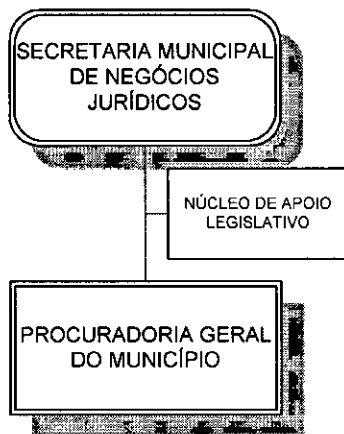 SECRETARIA MUNICIPAL
DE NEGÓCIOS
JURÍDICOS
NÚCLEO DE APOIO
LEGISLATIVO
PROCURADORIA GERAL
DO MUNICÍPIO